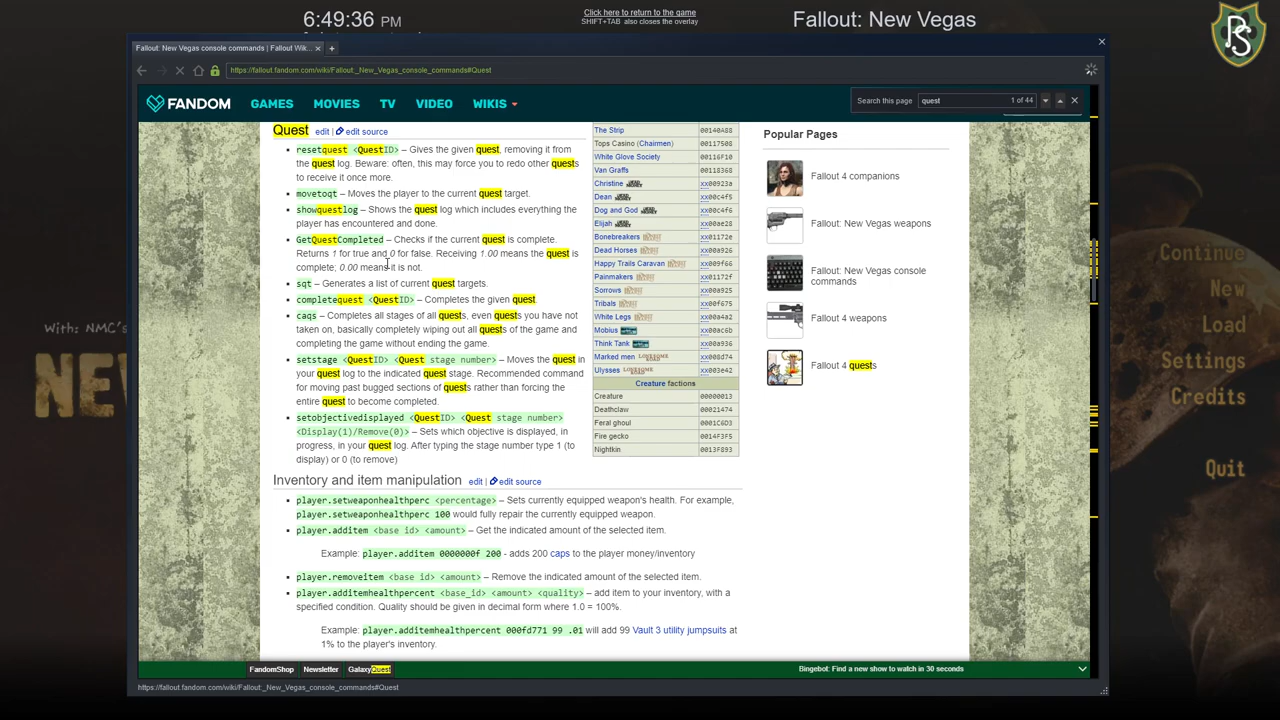 6:49:36 PM
Click here to return to the game
SHIFT+TAB also closes the overlay
Fallout: New Vegas
PS
Fallout: New Vegas console commands | Fallout Wik...
https://fallout.fandom.com/wiki/Fallout:_New_Vegas_console_commands#Quest
FANDOM
GAMES
MOVIES
TV
VIDEO
WIKIS
Search this page
quest
1 of 44
Quest edit | edit source
resetquest <QuestID> – Gives the given quest, removing it from
the quest log. Beware: often, this may force you to redo other quests
to receive it once more.
movetoqt – Moves the player to the current quest target.
showquestlog – Shows the quest log which includes everything the
player has encountered and done.
GetQuestCompleted – Checks if the current quest is complete.
Returns 1 for true and 0 for false. Receiving 1.00 means the quest is
complete; 0.00 means it is not.
sqt – Generates a list of current quest targets.
completequest <QuestID> – Completes the given quest.
caqs – Completes all stages of all quests, even quests you have not
taken on, basically completely wiping out all quests of the game and
completing the game without ending the game.
setstage <QuestID> <Quest stage number> – Moves the quest in
your quest log to the indicated quest stage. Recommended command
for moving past bugged sections of quests rather than forcing the
entire quest to become completed.
setobjectivedisplayed <QuestID> <Quest stage number>
<Display(1)/Remove(0)> – Sets which objective is displayed, in
progress, in your quest log. After typing the stage number type 1 (to
display) or 0 (to remove)
The Strip 00140A88
Tops Casino (Chairmen) 00117508
White Glove Society 00116F10
Van Graffs 00118368
Christine xx00923a
Dean xx00c4f5
Dog and God xx00c4f6
Elijah xx00ae28
Bonebreakers xx01172e
Dead Horses xx00a926
Happy Trails Caravan xx009f66
Painmakers xx01172f
Sorrows xx00a925
Tribals xx00f675
White Legs xx00a4a2
Mobius xx00ac6b
Think Tank xx00a936
Marked men xx008d74
Ulysses xx003e42
Creature factions
Creature 00000013
Deathclaw 00021474
Feral ghoul 0001C6D3
Fire gecko 0014F3F5
Nightkin 0013F893
Popular Pages
Fallout 4 companions
Fallout: New Vegas weapons
Fallout: New Vegas console
commands
Fallout 4 weapons
Fallout 4 quests
Inventory and item manipulation edit | edit source
player.setweaponhealthperc <percentage> – Sets currently equipped weapon's health. For example,
player.setweaponhealthperc 100 would fully repair the currently equipped weapon.
player.additem <base id> <amount> – Get the indicated amount of the selected item.
Example: player.additem 0000000f 200 - adds 200 caps to the player money/inventory
player.removeitem <base id> <amount> – Remove the indicated amount of the selected item.
player.additemhealthpercent <base_id> <amount> <quality> – add item to your inventory, with a
specified condition. Quality should be given in decimal form where 1.0 = 100%.
Example: player.additemhealthpercent 000fd771 99 .01 will add 99 Vault 3 utility jumpsuits at
1% to the player's inventory.
FandomShop
Newsletter
GalaxyQuest
Bingebot: Find a new show to watch in 30 seconds
https://fallout.fandom.com/wiki/Fallout:_New_Vegas_console_commands#Quest
With: NMC's
NEV
Continue
New
Load
Settings
Credits
Quit